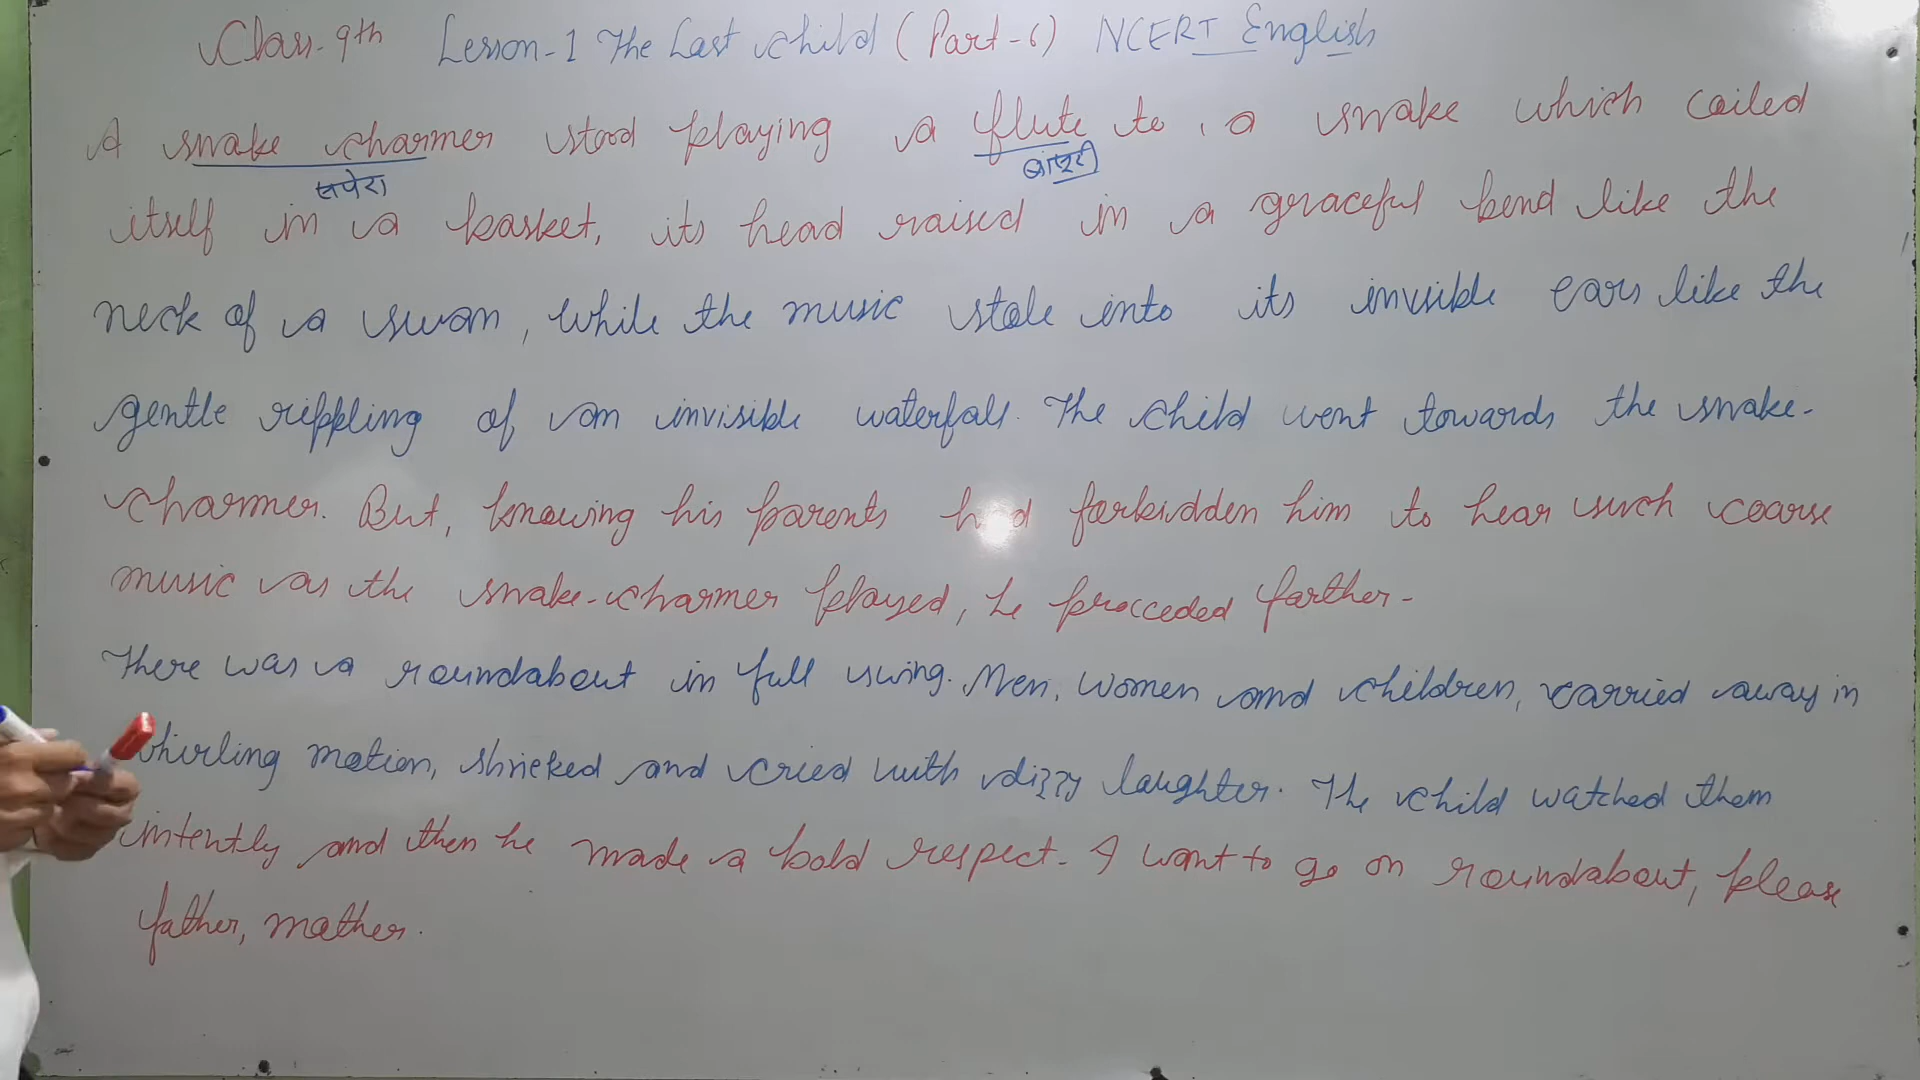 Class-9th Lesson-1 The Last child (Part-6) NCERT English
A snake charmer stood playing a flute to a snake which coiled
सपेरा बांसुरी
itself in a basket, its head raised in a graceful bend like the
neck of a swan, while the music stole into its invisible ears like the
gentle rippling of an invisible waterfall. The child went towards the snake-
charmer. But, knowing his parents had forbidden him to hear such coarse
music as the snake-charmer played, he procceded farther-
There was a roundabout in full swing. Men, women and children, carried away in
whirling motion, shrieked and cried with dizzy laughter. The child watched them
intently and then he made a bold respect- I want to go on roundabout, please
father, mother.